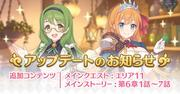 アップデートのお知らせ
追加コンテンツ
メインクエスト：エリア11
メインストーリー：第6章1話～7話